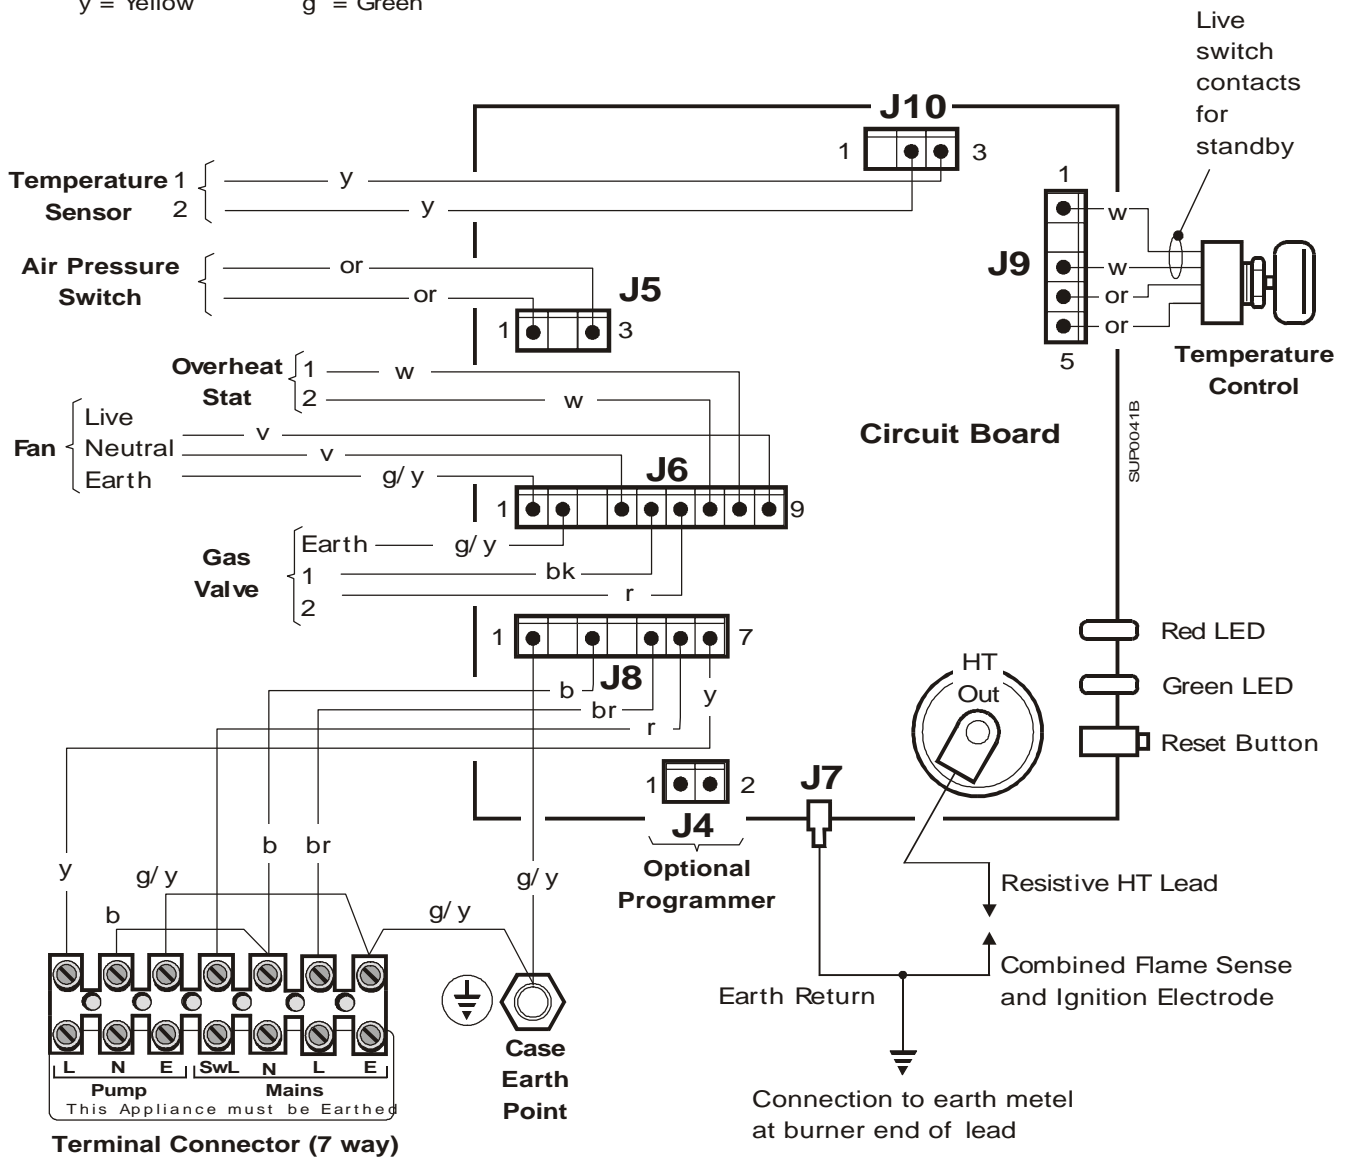 y = Yellow g = Green
Live
switch
contacts
for
standby
J10
1 3
Temperature 1 y
Sensor 2 y
1
w
J9 w
or
or
5
Air Pressure or
Switch or
J5
1 3
Temperature
Control
Overheat 1 w
Stat 2 w
Circuit Board
SUP0041B
Live
Fan Neutral v
v
Earth g/y
J6
1 9
Gas
Valve
Earth g/y
1 bk
2 r
1 7
J8
b
br
r
y
HT
Out
Red LED
Green LED
Reset Button
1 2
J4
J7
Optional
Programmer
y
g/y
b
b br
g/y
g/y
Resistive HT Lead
Combined Flame Sense
and Ignition Electrode
Earth Return
Case
Earth
Point
L N E SwL N L E
Pump Mains
This Appliance must be Earthed
Terminal Connector (7 way)
Connection to earth metel
at burner end of lead